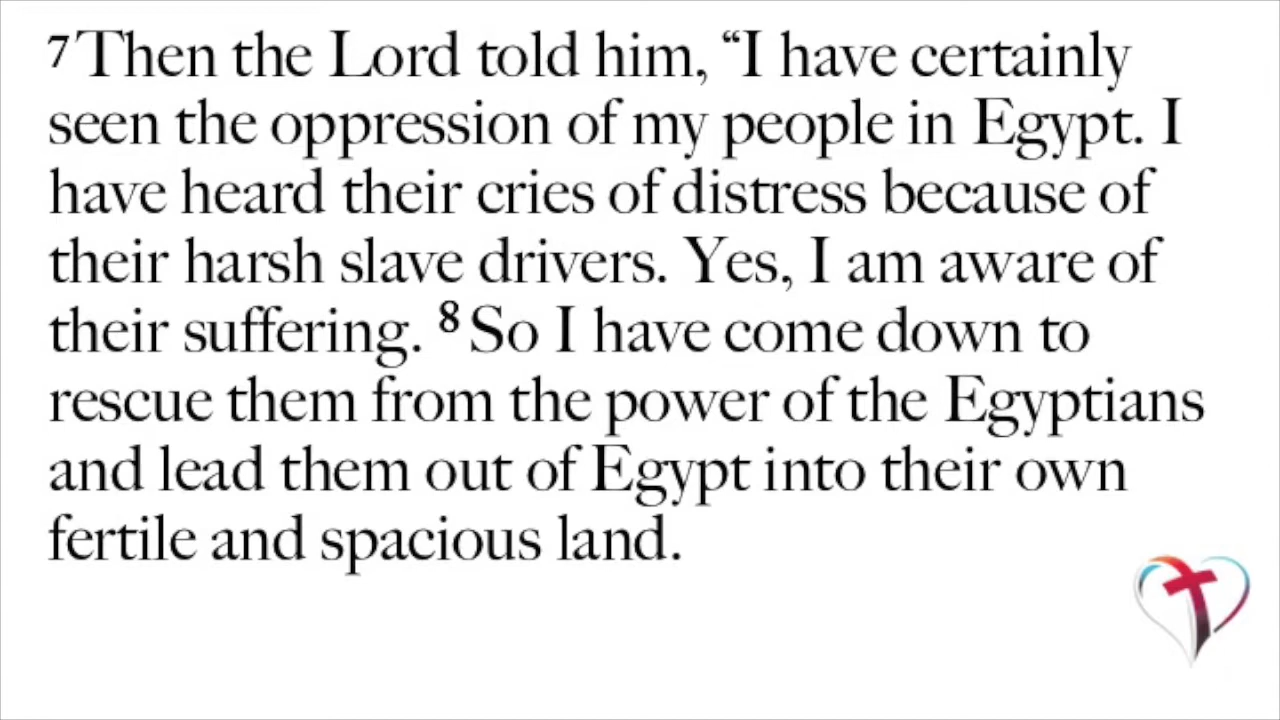 7 Then the Lord told him, “I have certainly
seen the oppression of my people in Egypt. I
have heard their cries of distress because of
their harsh slave drivers. Yes, I am aware of
their suffering. 8 So I have come down to
rescue them from the power of the Egyptians
and lead them out of Egypt into their own
fertile and spacious land.